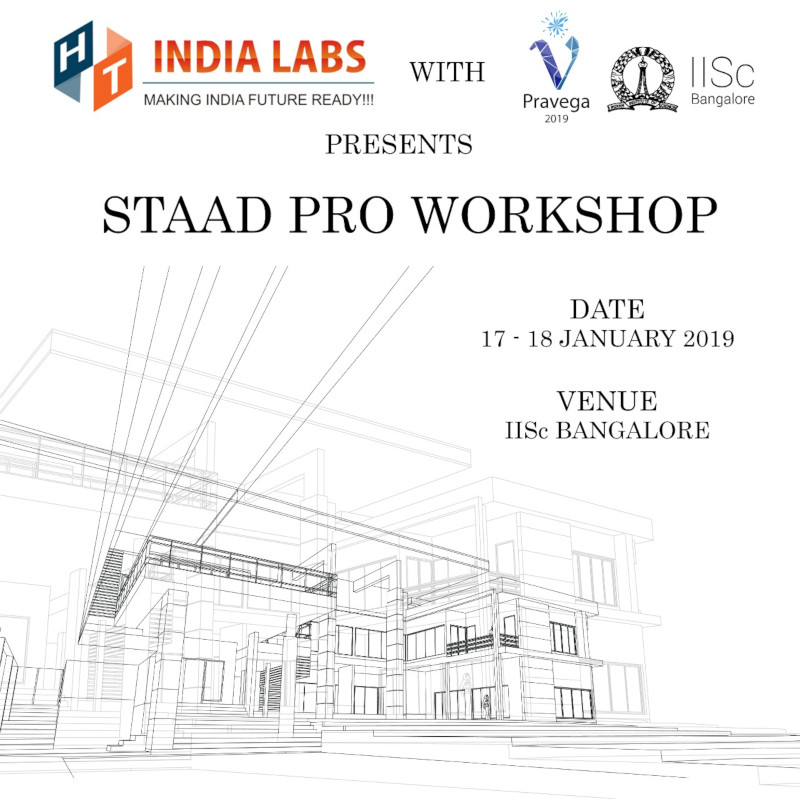 HT INDIA LABS
MAKING INDIA FUTURE READY!!!
WITH
Pravega
2019
IISc
Bangalore
PRESENTS
STAAD PRO WORKSHOP
DATE
17 - 18 JANUARY 2019
VENUE
IISc BANGALORE